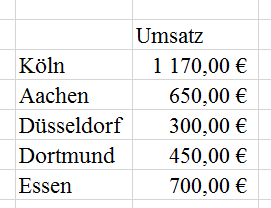 Umsatz
Köln 1 170,00 €
Aachen 650,00 €
Düsseldorf 300,00 €
Dortmund 450,00 €
Essen 700,00 €